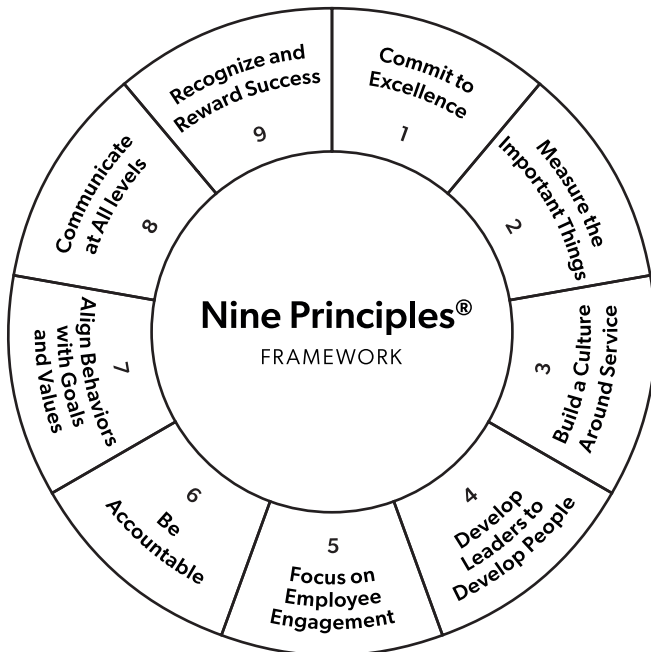 Nine Principles®
FRAMEWORK
Commit to
Excellence
1
Measure the
Important Things
2
Build a Culture
Around Service
3
4
Develop
Leaders to
Develop People
5
Focus on
Employee
Engagement
6
Be
Accountable
7
Align Behaviors
with Goals
and Values
Communicate
at All levels
8
Recognize and
Reward Success
9